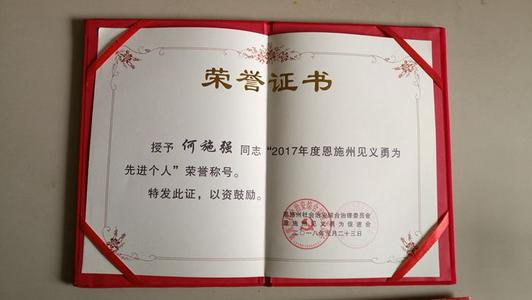 荣誉证书
授予 何施强 同志“2017年度恩施州见义勇为
先进个人”荣誉称号。
特发此证，以资鼓励。
恩施州社会治安综合治理委员会
恩施州见义勇为促进会
二〇一八年三月二十三日